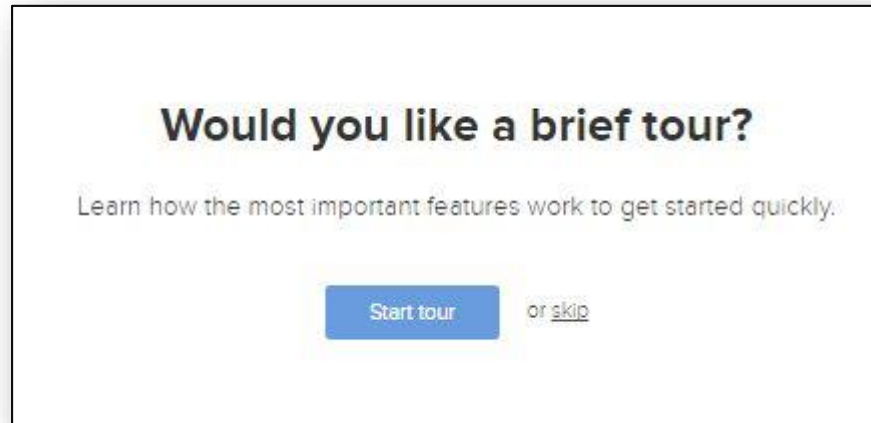 Would you like a brief tour?
Learn how the most important features work to get started quickly.
Start tour or skip